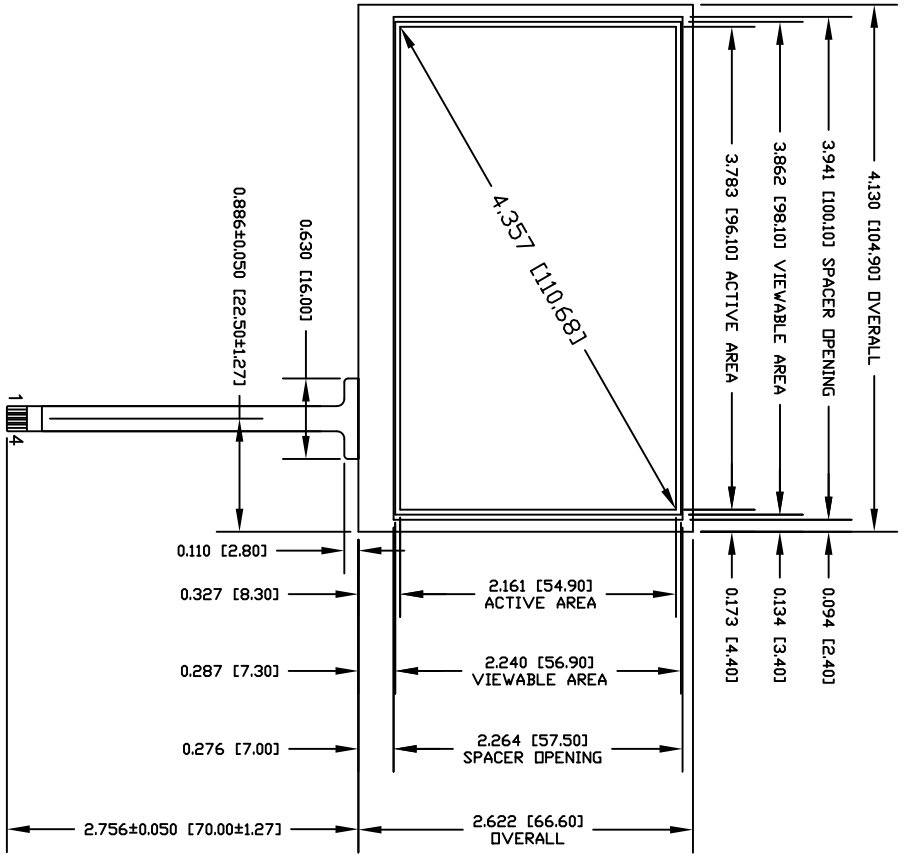 4.130 [104.90] OVERALL
3.941 [100.10] SPACER OPENING
3.862 [98.10] VIEWABLE AREA
3.783 [96.10] ACTIVE AREA
4.357 [110.68]
0.886±0.050 [22.50±1.27]
0.630 [16.00]
1
4
0.110 [2.80]
0.327 [8.30]
0.287 [7.30]
0.276 [7.00]
2.756±0.050 [70.00±1.27]
2.161 [54.90]
ACTIVE AREA
2.240 [56.90]
VIEWABLE AREA
2.264 [57.50]
SPACER OPENING
2.622 [66.60]
OVERALL
0.173 [4.40]
0.134 [3.40]
0.094 [2.40]